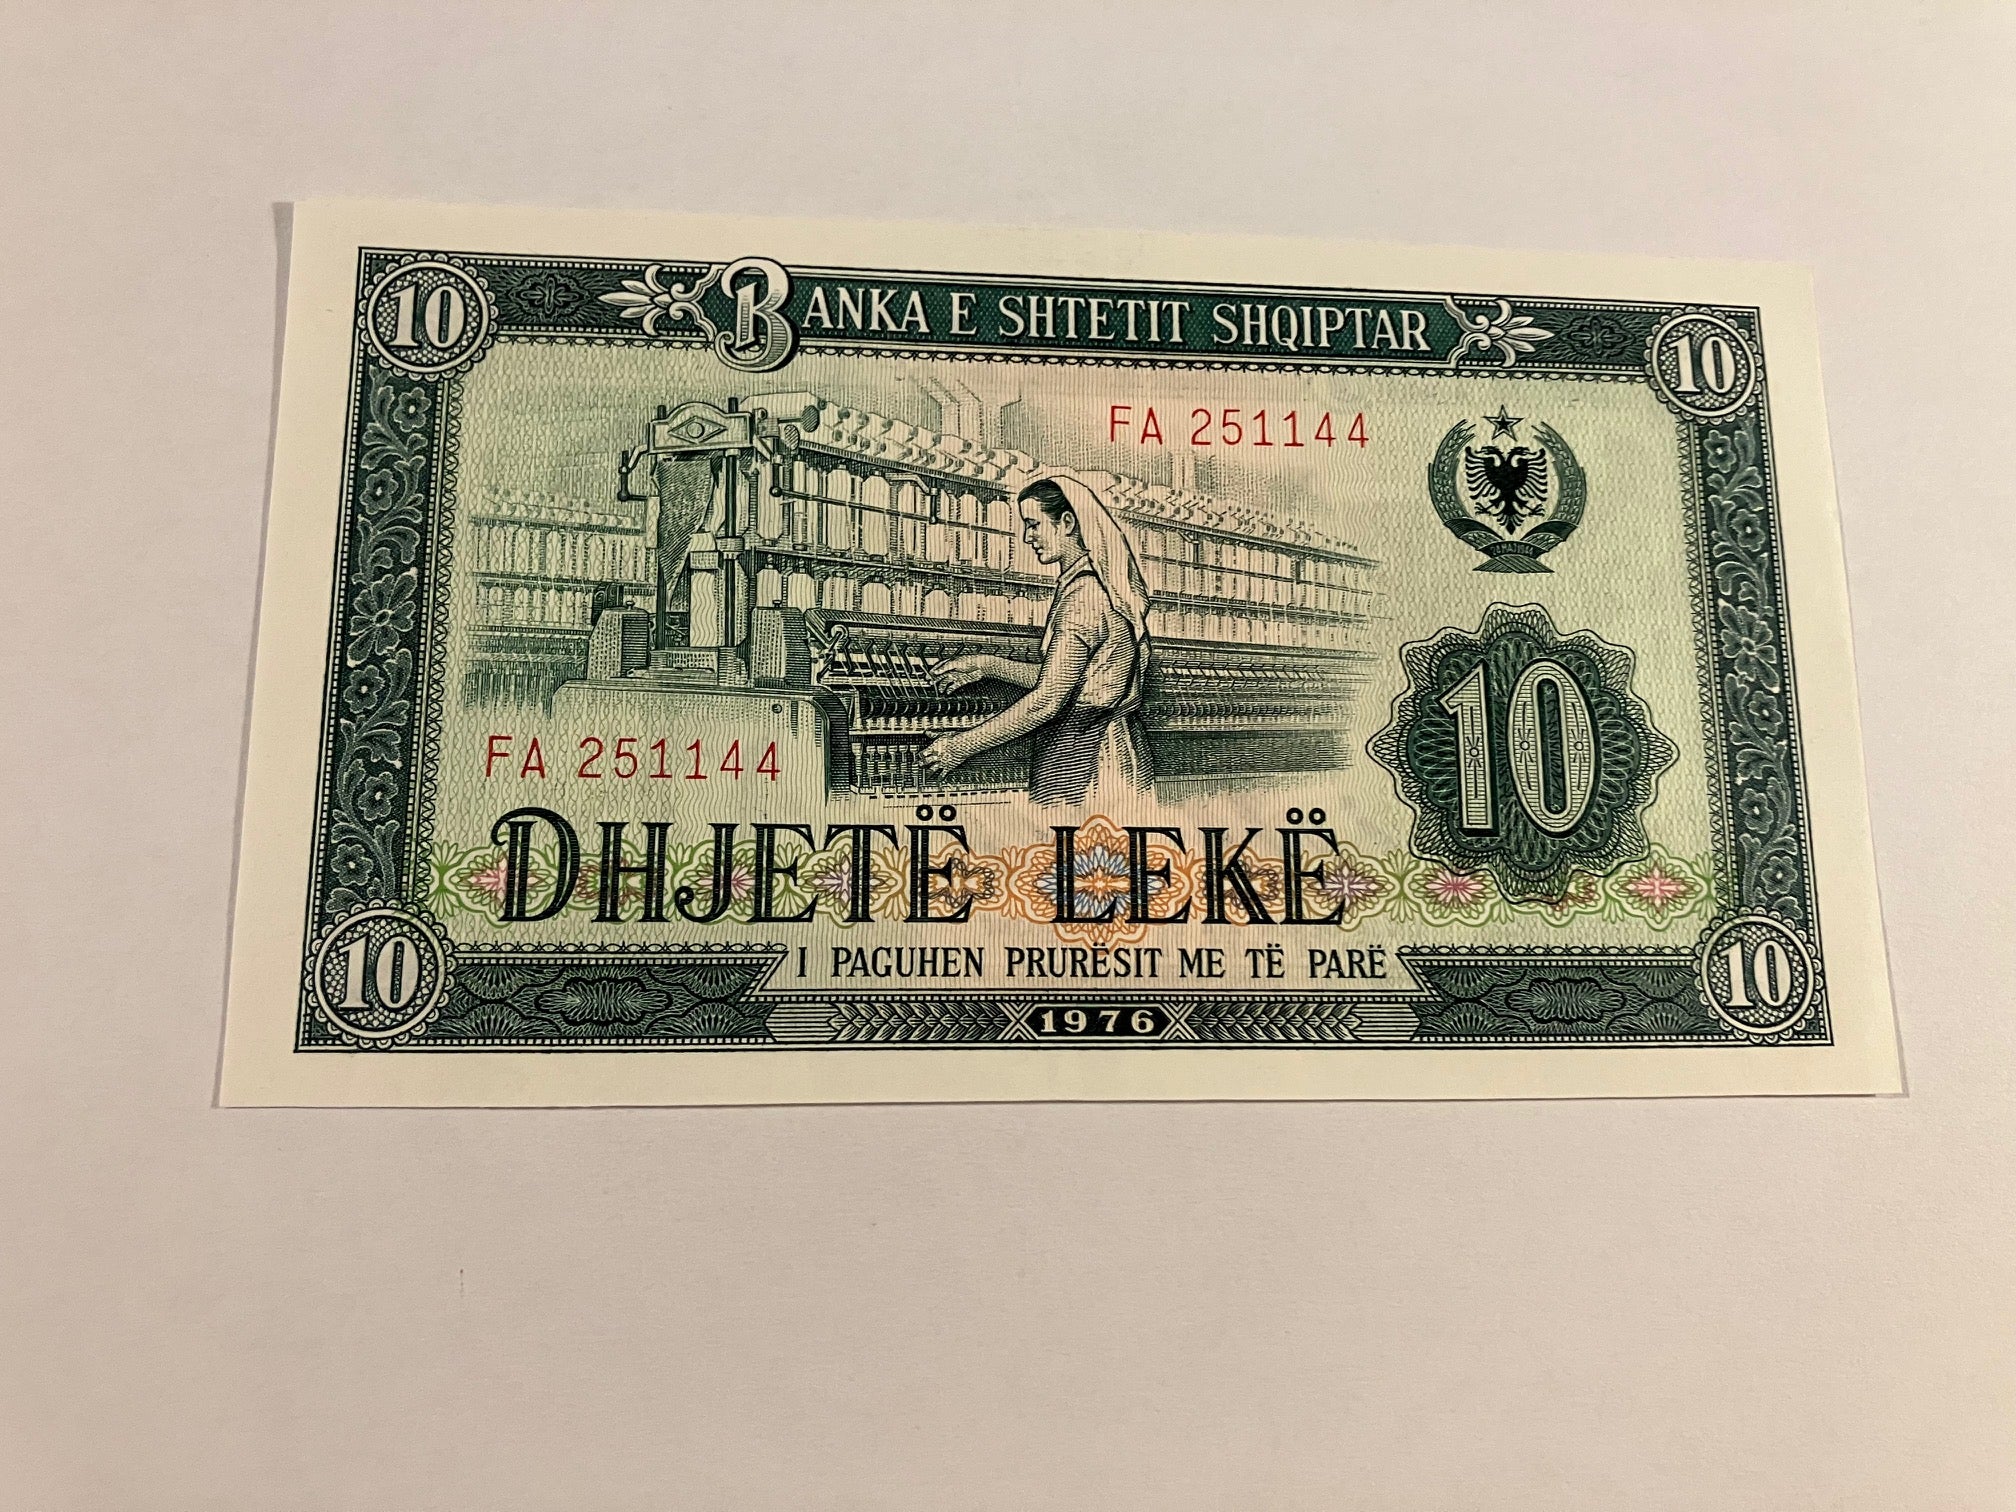 10 BANKA E SHTETIT SHQIPTAR 10
FA 251144
10
FA 251144
DHJETË LEKË
I PAGUHEN PRURËSIT ME TË PARË
10 1976 10